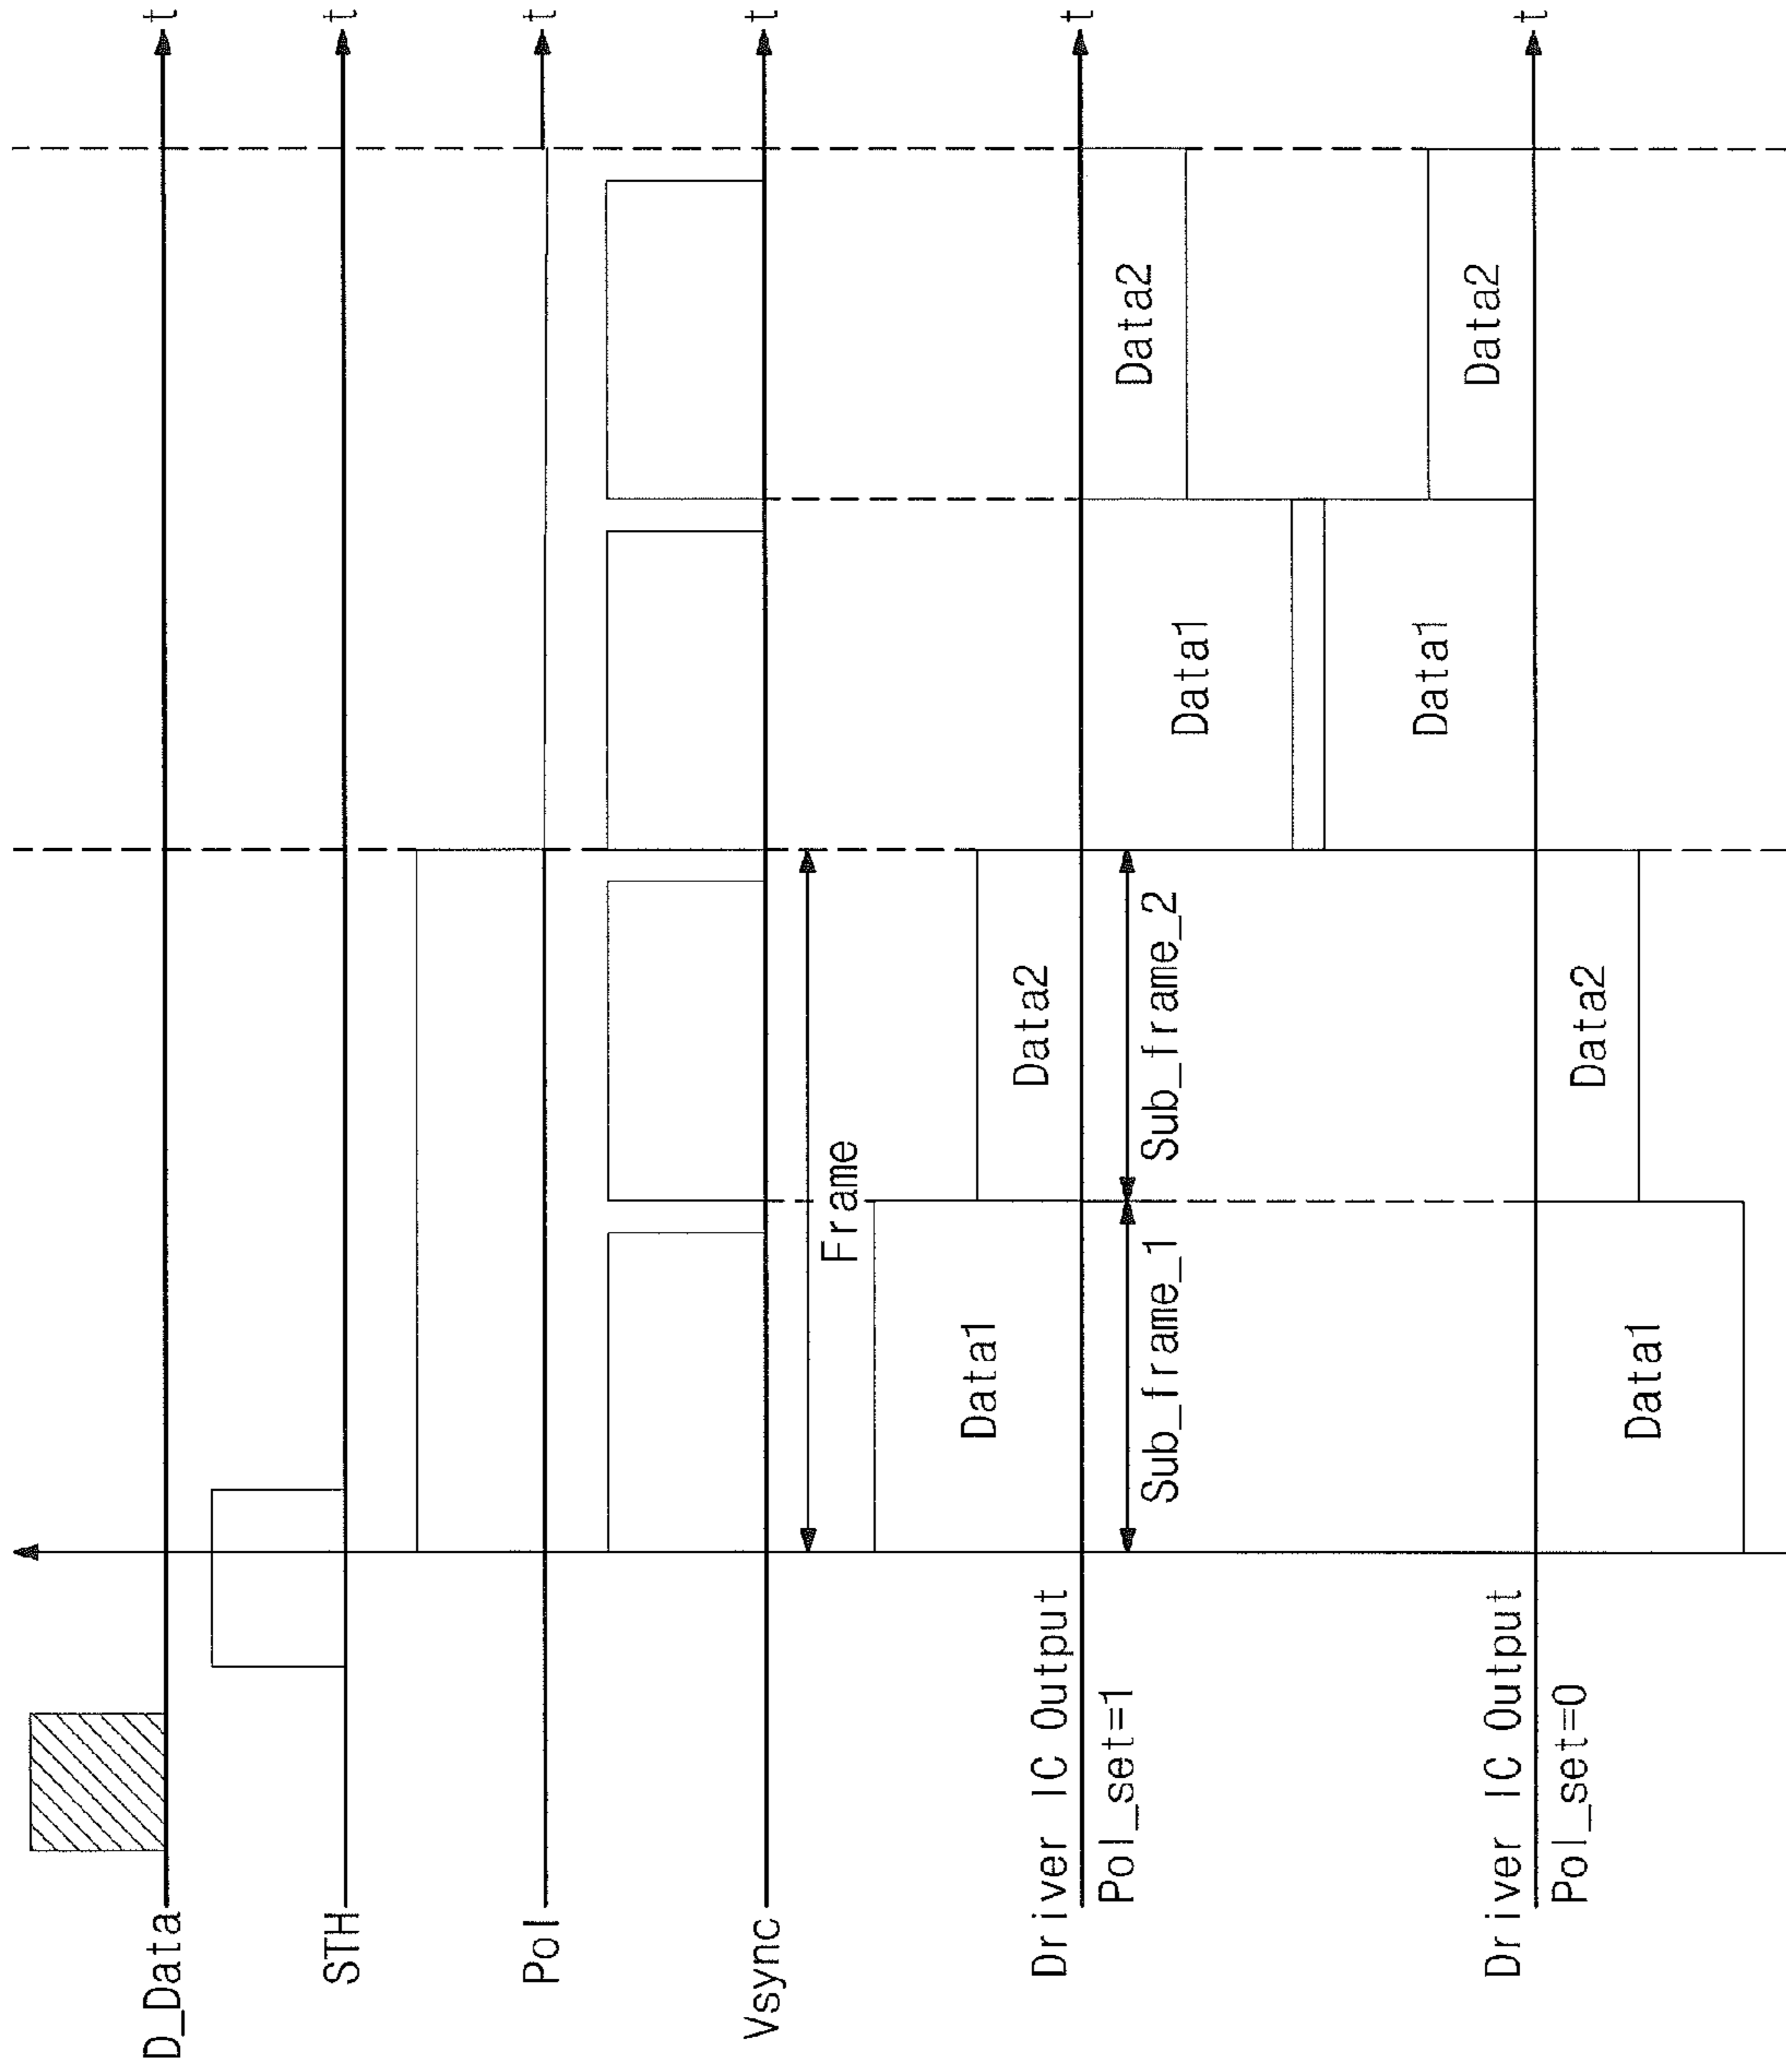 D_Data
t
STH
t
Pol
t
Vsync
t
Frame
Data1
Data2
Driver IC Output
t
Pol_set=1
Sub_frame_1
Sub_frame_2
Data1
Data2
Data1
Data2
Driver IC Output
t
Pol_set=0
Data1
Data2